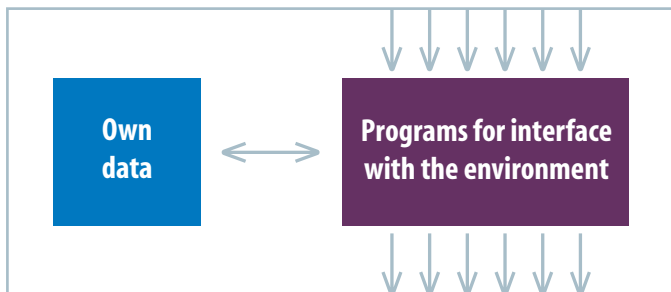 Own
data
Programs for interface
with the environment